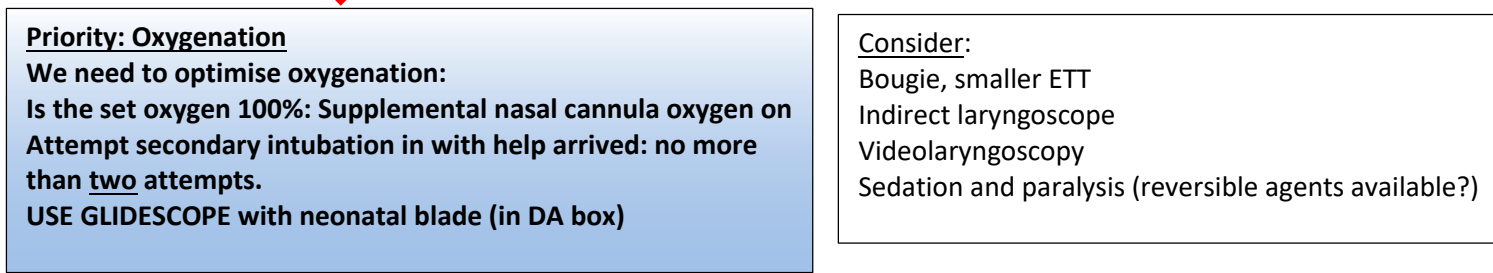 Priority: Oxygenation
We need to optimise oxygenation:
Is the set oxygen 100%: Supplemental nasal cannula oxygen on
Attempt secondary intubation in with help arrived: no more
than two attempts.
USE GLIDESCOPE with neonatal blade (in DA box)
Consider:
Bougie, smaller ETT
Indirect laryngoscope
Videolaryngoscopy
Sedation and paralysis (reversible agents available?)